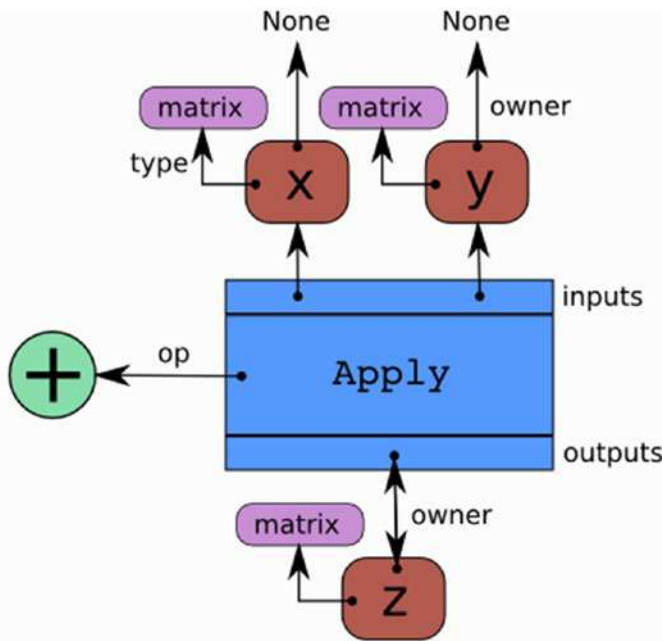 None
None
matrix
matrix
owner
type
x
y
inputs
op
+
Apply
outputs
matrix
owner
z